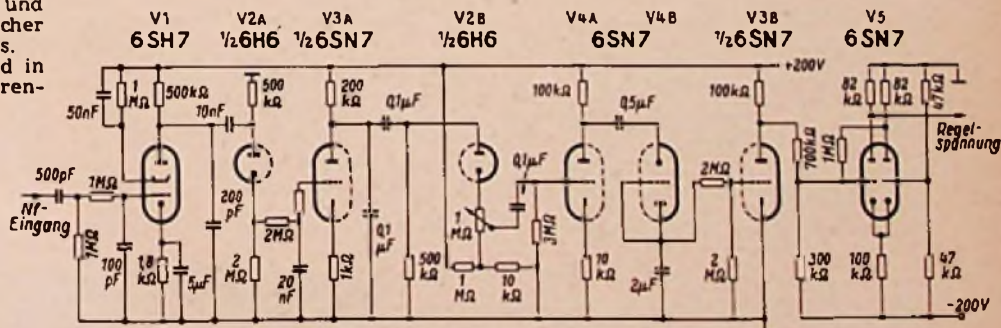 und
cher
s.
d in
ren-
V1 V2A V3A V2B V4A V4B V3B V5
6SH7 ½6H6 ½6SN7 ½6H6 6SN7 ½6SN7 6SN7
+200V
1 MΩ
500kΩ
50nF
10nF
500 kΩ
200 kΩ
0,1µF
100kΩ
0,5µF
100kΩ
82 kΩ
82 kΩ
47kΩ
Regel-
spannung
500pF
Nf-
Eingang
1MΩ
1MΩ
100 pF
1,8 kΩ
5µF
200 pF
2 MΩ
2MΩ
20 nF
1kΩ
0,1 µF
500 kΩ
1 MΩ
0,1µF
1 MΩ
10 kΩ
3MΩ
10 kΩ
2µF
2MΩ
2 MΩ
700kΩ
300 kΩ
1MΩ
100 kΩ
47 kΩ
-200V